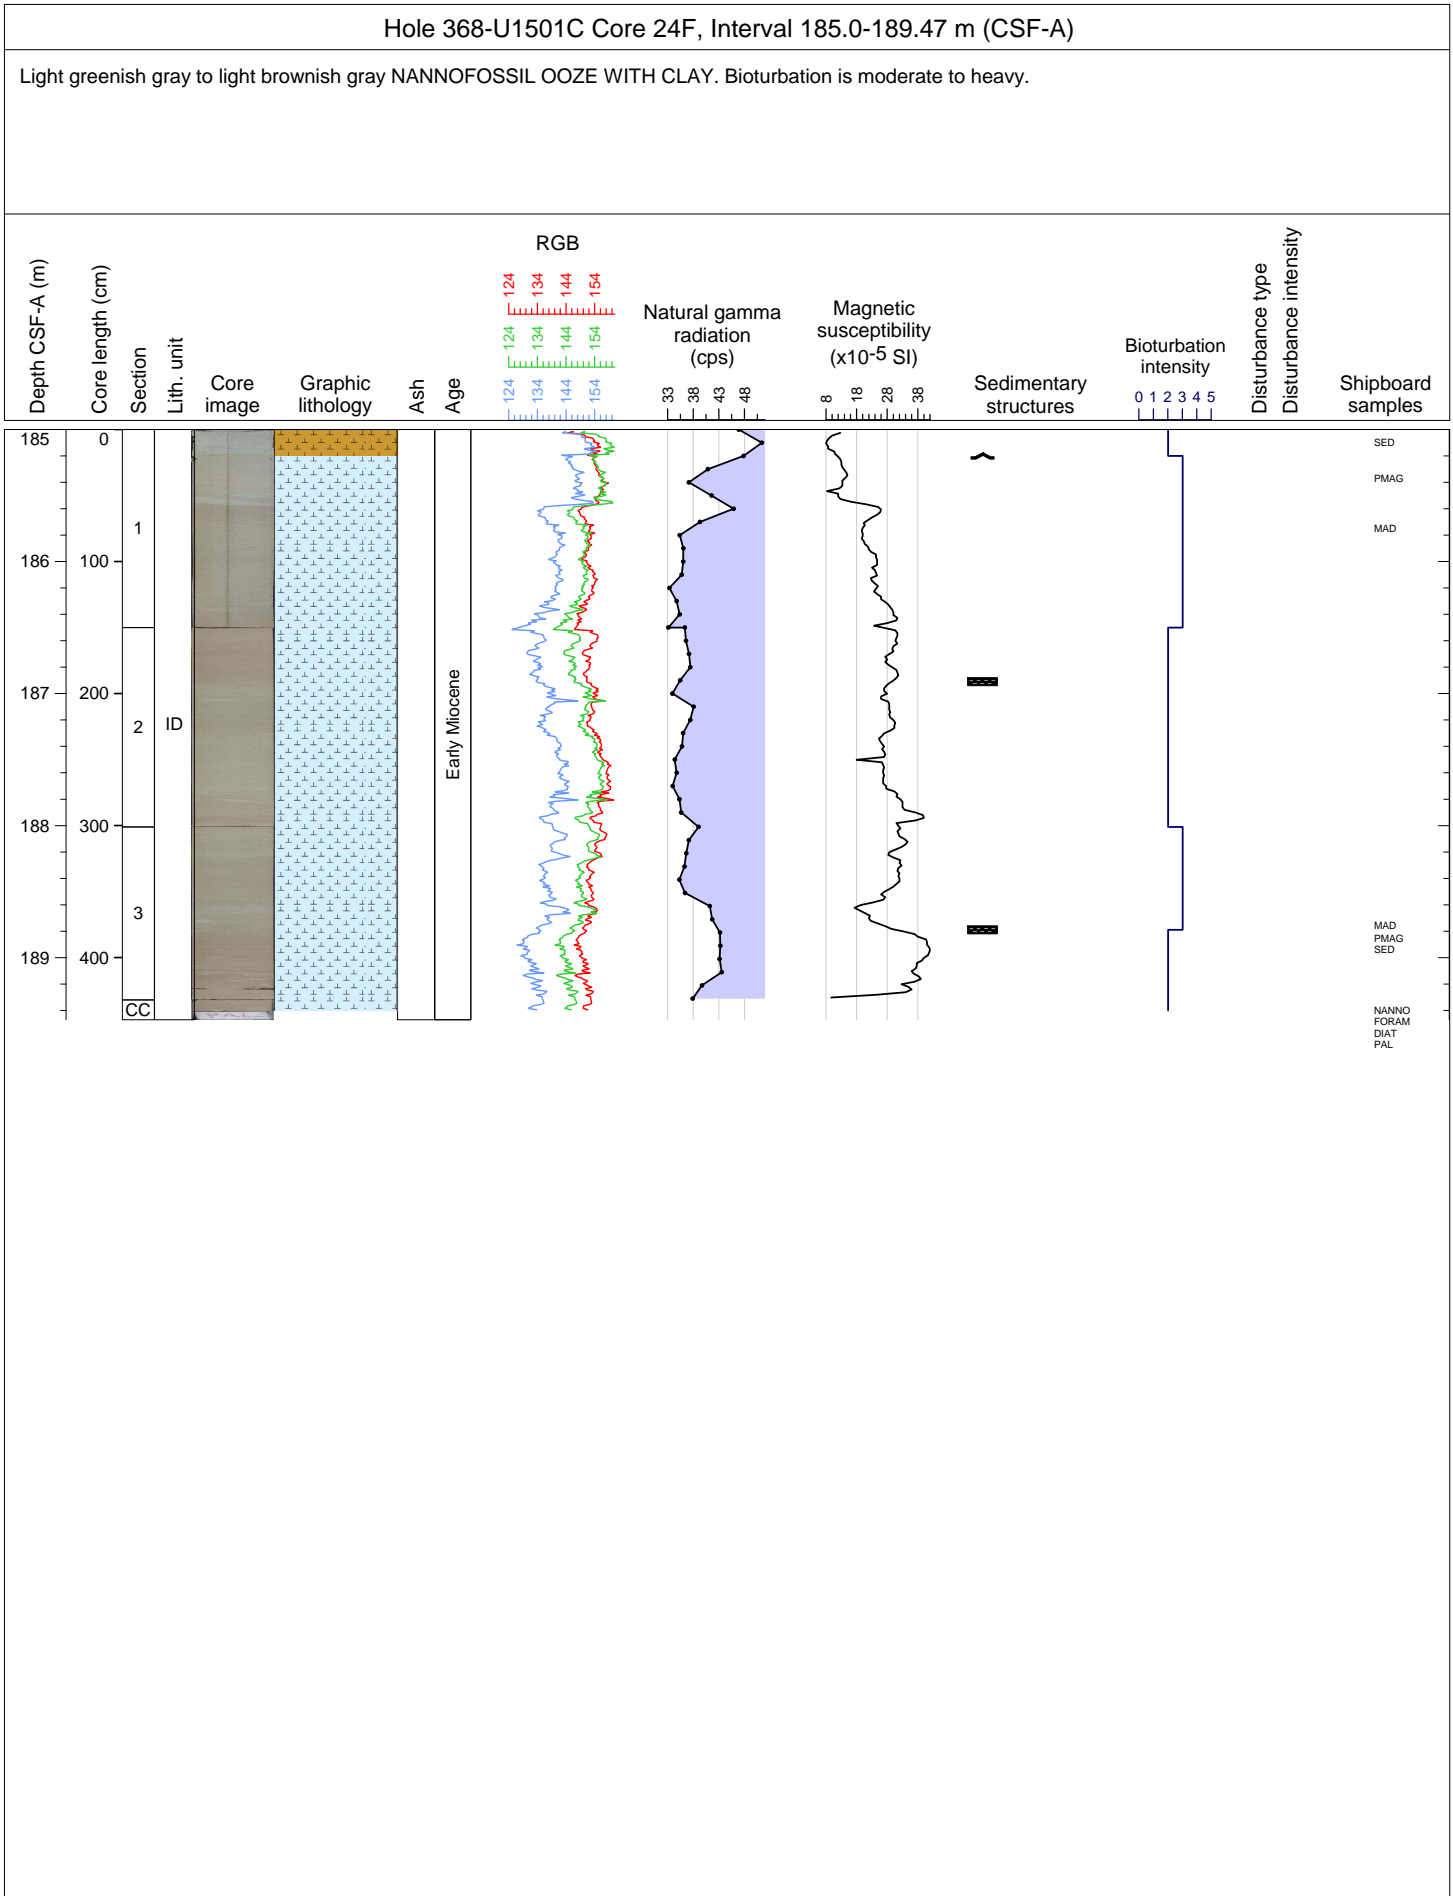 Hole 368-U1501C Core 24F, Interval 185.0-189.47 m (CSF-A)
Light greenish gray to light brownish gray NANNOFOSSIL OOZE WITH CLAY. Bioturbation is moderate to heavy.
Depth CSF-A (m)
Core length (cm)
Section
Lith. unit
Core
image
Graphic
lithology
Ash
Age
RGB
124 134 144 154
124 134 144 154
124 134 144 154
Natural gamma
radiation
(cps)
33 38 43 48
Magnetic
susceptibility
(x10-5 SI)
8 18 28 38
Sedimentary
structures
Bioturbation
intensity
0 1 2 3 4 5
Disturbance type
Disturbance intensity
Shipboard
samples
185
186
187
188
189
0
100
200
300
400
1
2
3
CC
ID
Early Miocene
SED
PMAG
MAD
MAD
PMAG
SED
NANNO
FORAM
DIAT
PAL